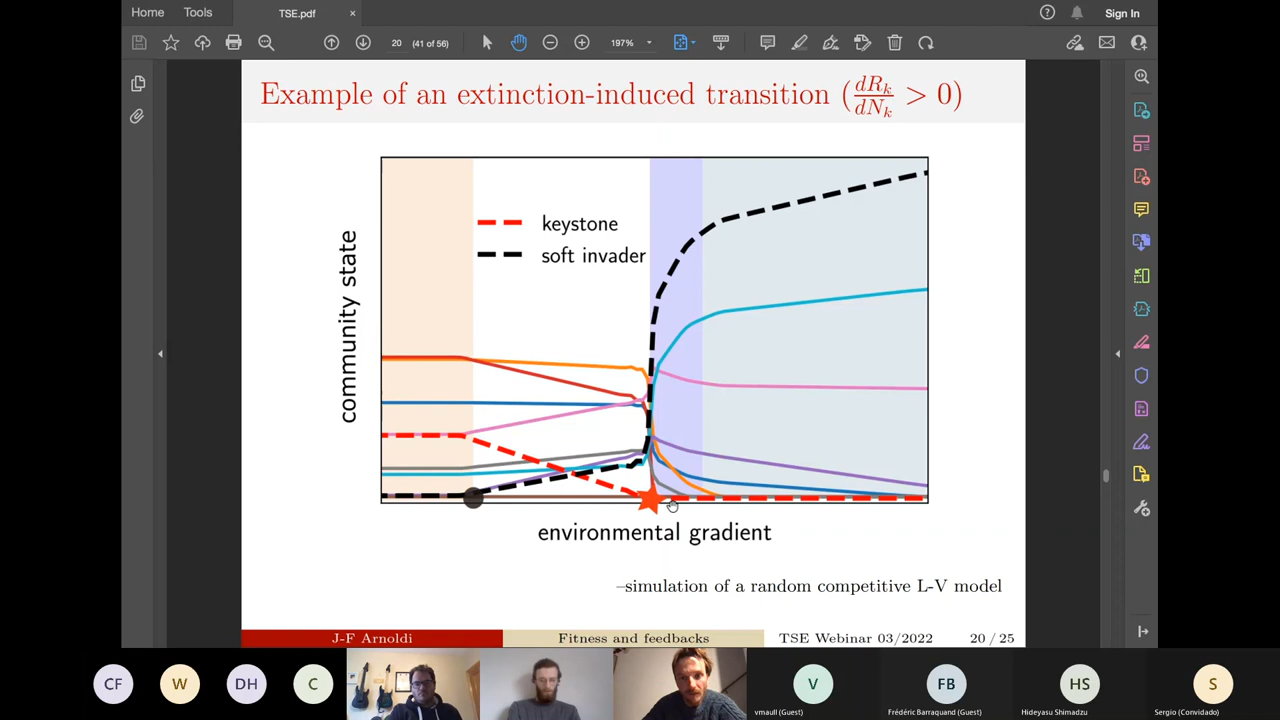 Home Tools TSE.pdf × Sign In
20 (41 of 56) 197%
Example of an extinction-induced transition (dR_k/dN_k > 0)
community state
keystone
soft invader
environmental gradient
–simulation of a random competitive L-V model
J-F Arnoldi Fitness and feedbacks TSE Webinar 03/2022 20 / 25
CF W DH C V FB HS S
vmaull (Guest) Frédéric Barraquand (Guest) Hideyasu Shimadzu Sergio (Convidado)